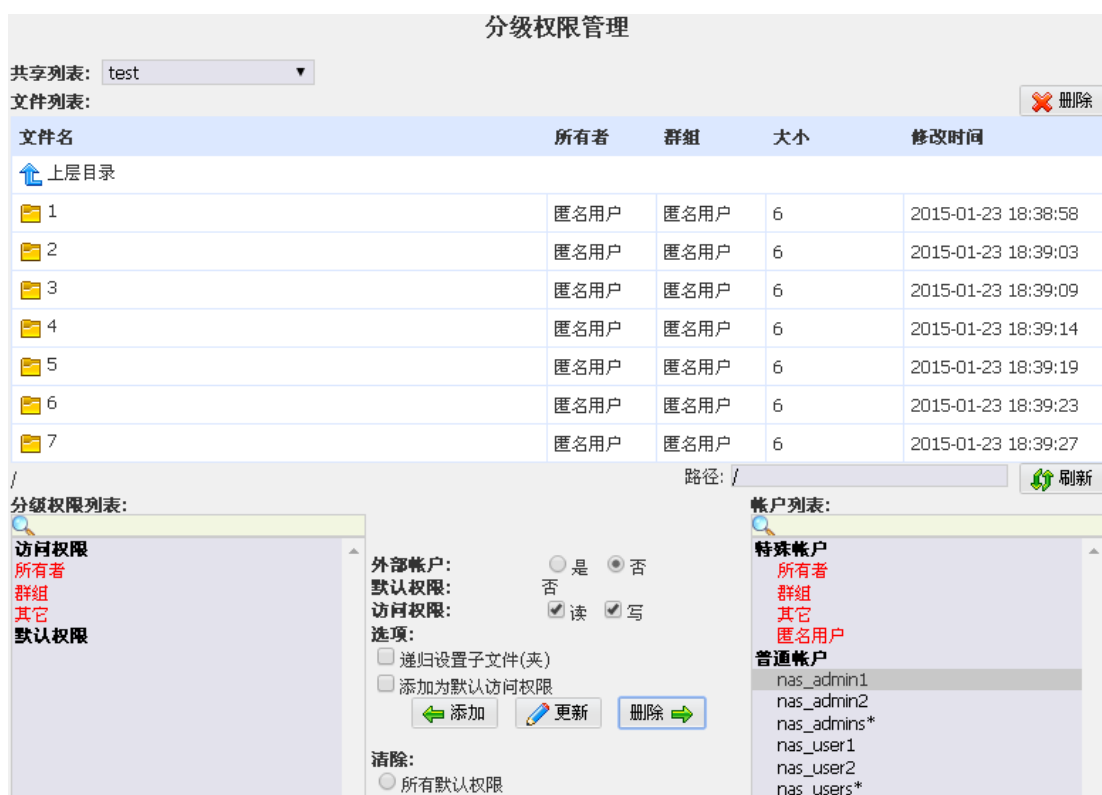 分级权限管理
共享列表: test
文件列表: 删除
文件名 所有者 群组 大小 修改时间
上层目录
1 匿名用户 匿名用户 6 2015-01-23 18:38:58
2 匿名用户 匿名用户 6 2015-01-23 18:39:03
3 匿名用户 匿名用户 6 2015-01-23 18:39:09
4 匿名用户 匿名用户 6 2015-01-23 18:39:14
5 匿名用户 匿名用户 6 2015-01-23 18:39:19
6 匿名用户 匿名用户 6 2015-01-23 18:39:23
7 匿名用户 匿名用户 6 2015-01-23 18:39:27
/ 路径: / 刷新
分级权限列表:
访问权限
所有者
群组
其它
默认权限
外部帐户: 是 否
默认权限: 否
访问权限: 读 写
选项:
递归设置子文件(夹)
添加为默认访问权限
添加 更新 删除
清除:
所有默认权限
帐户列表:
特殊帐户
所有者
群组
其它
匿名用户
普通帐户
nas_admin1
nas_admin2
nas_admins*
nas_user1
nas_user2
nas_users*